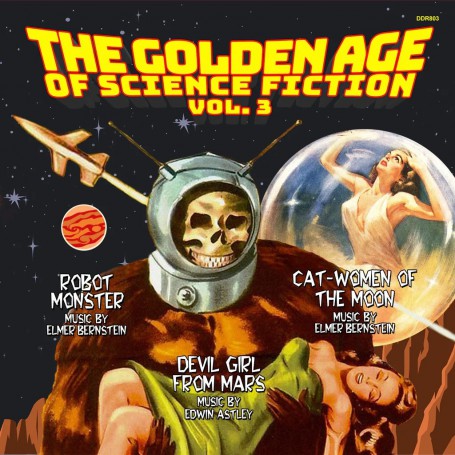 DDR803
THE GOLDEN AGE
OF SCIENCE FICTION
VOL. 3
ROBOT
MONSTER
MUSIC BY
ELMER BERNSTEIN
CAT-WOMEN OF
THE MOON
MUSIC BY
ELMER BERNSTEIN
DEVIL GIRL
FROM MARS
MUSIC BY
EDWIN ASTLEY